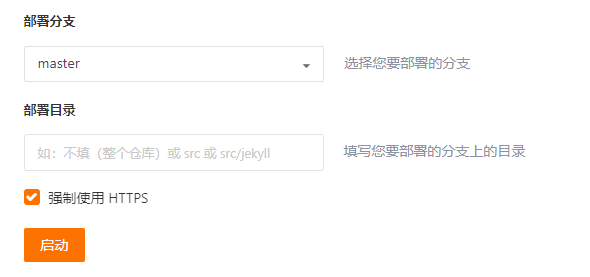 部署分支
master 选择您要部署的分支
部署目录
如：不填（整个仓库）或 src 或 src/jekyll 填写您要部署的分支上的目录
强制使用 HTTPS
启动